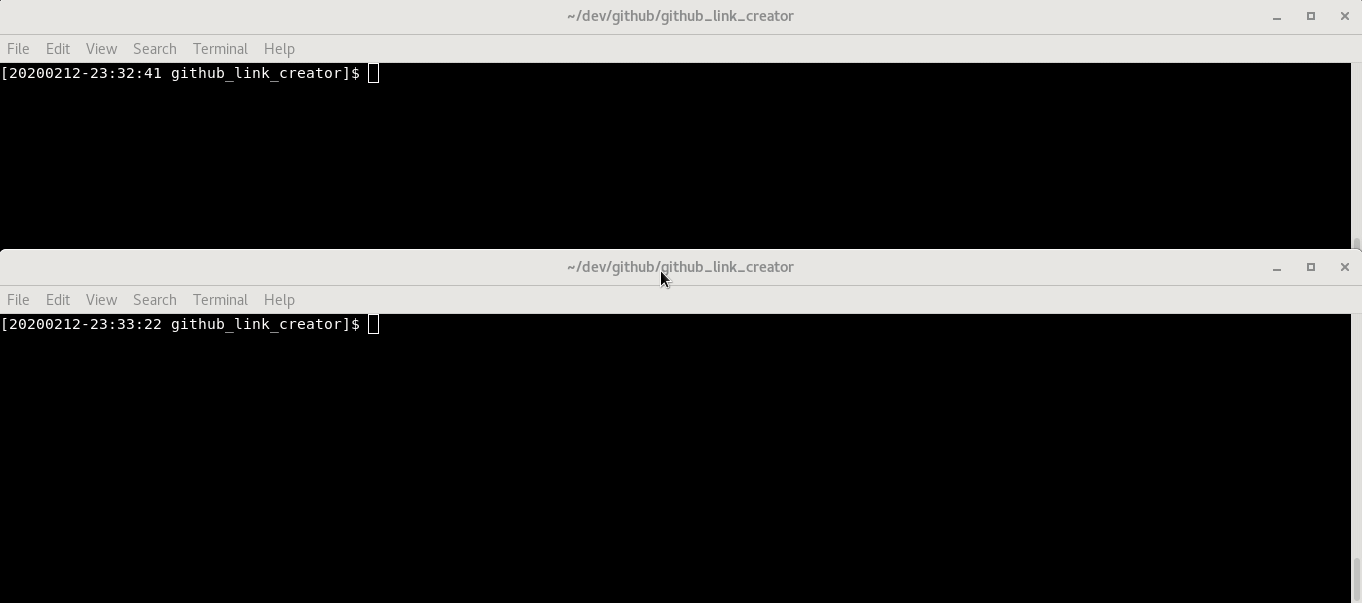 ~/dev/github/github_link_creator
File Edit View Search Terminal Help
[20200212-23:32:41 github_link_creator]$
~/dev/github/github_link_creator
File Edit View Search Terminal Help
[20200212-23:33:22 github_link_creator]$